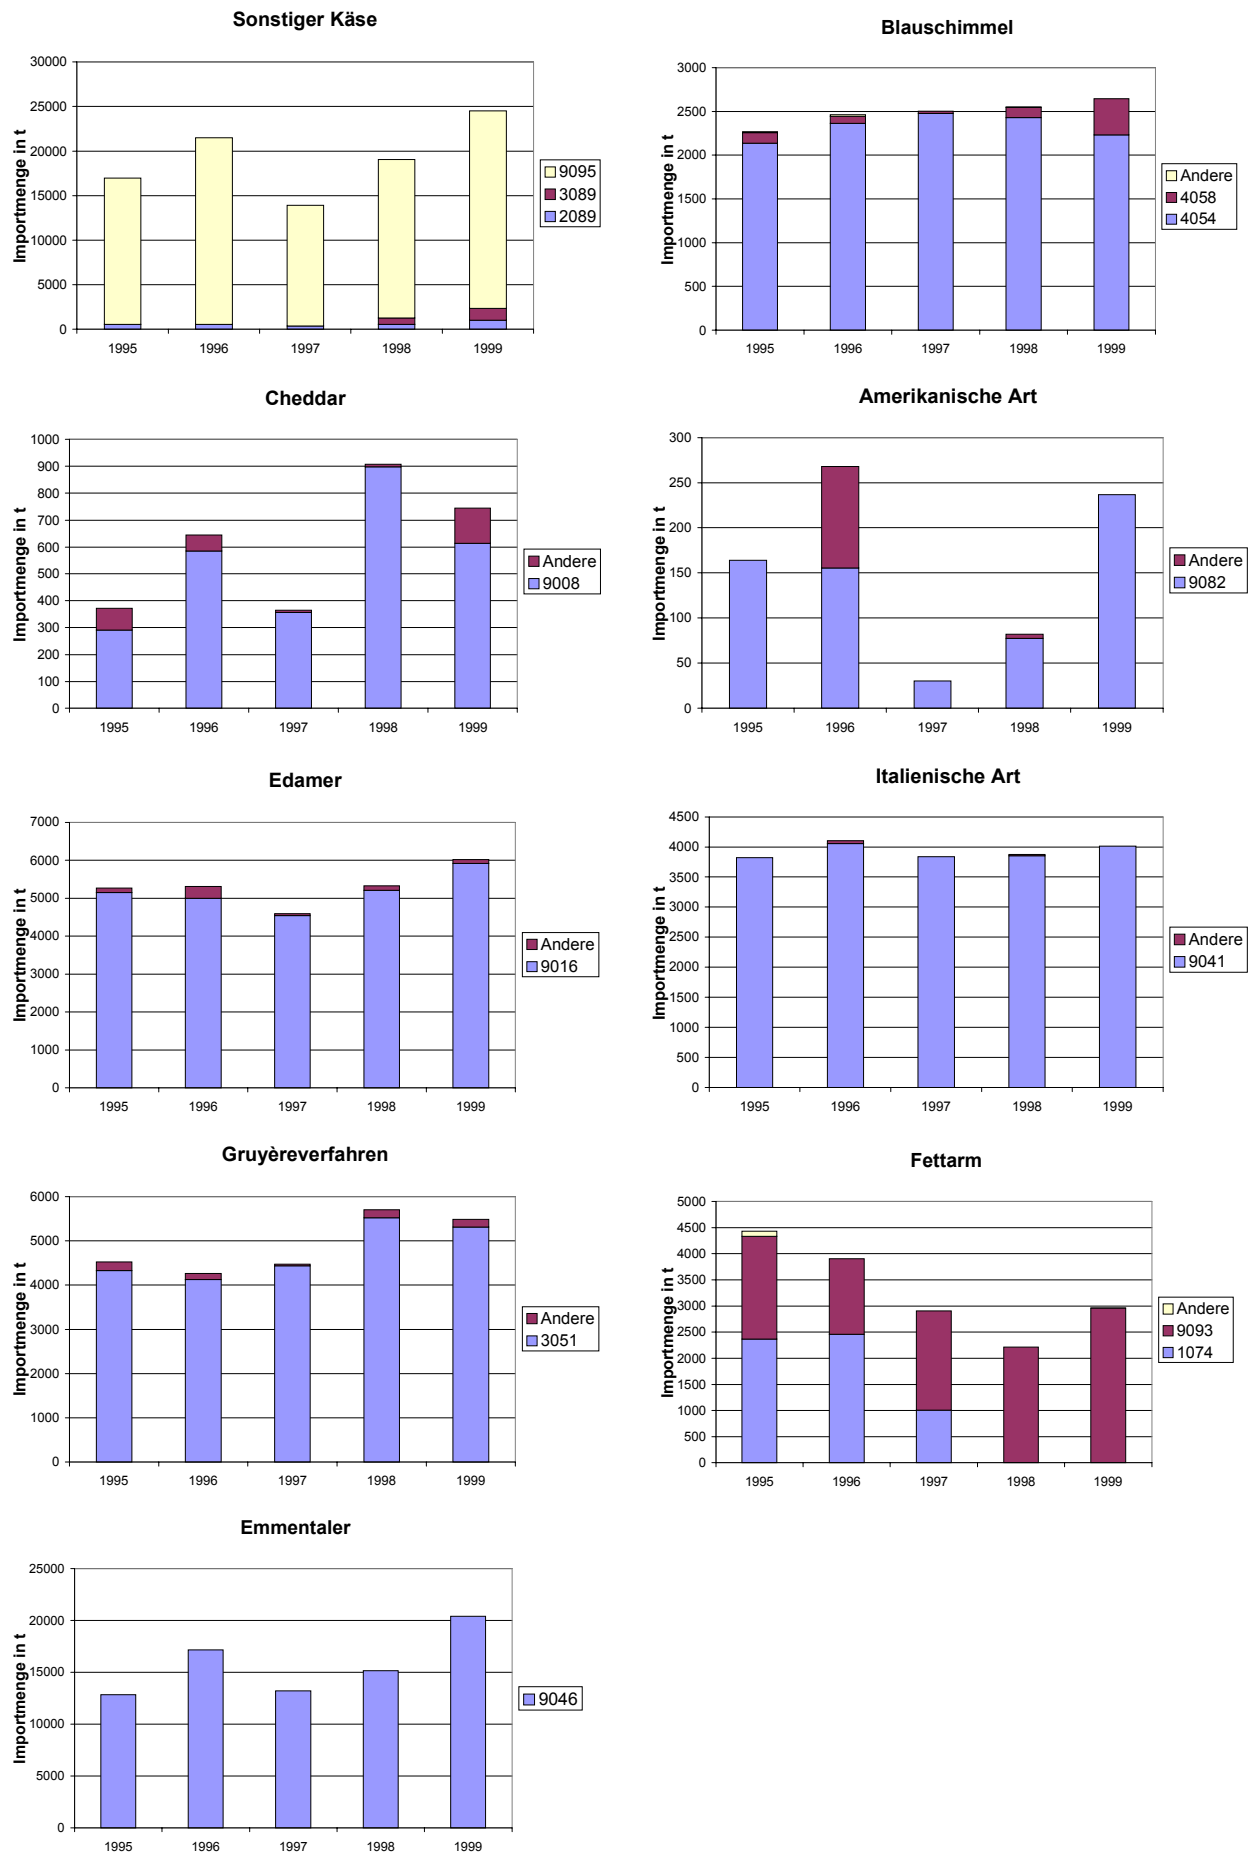 Sonstiger Käse
30000
25000
20000
15000
10000
5000
0
Importmenge in t
1995 1996 1997 1998 1999
9095
3089
2089
Blauschimmel
3000
2500
2000
1500
1000
500
0
Importmenge in t
1995 1996 1997 1998 1999
Andere
4058
4054
Cheddar
1000
900
800
700
600
500
400
300
200
100
0
Importmenge in t
1995 1996 1997 1998 1999
Andere
9008
Amerikanische Art
300
250
200
150
100
50
0
Importmenge in t
1995 1996 1997 1998 1999
Andere
9082
Edamer
7000
6000
5000
4000
3000
2000
1000
0
Importmenge in t
1995 1996 1997 1998 1999
Andere
9016
Italienische Art
4500
4000
3500
3000
2500
2000
1500
1000
500
0
Importmenge in t
1995 1996 1997 1998 1999
Andere
9041
Gruyèreverfahren
6000
5000
4000
3000
2000
1000
0
Importmenge in t
1995 1996 1997 1998 1999
Andere
3051
Fettarm
5000
4500
4000
3500
3000
2500
2000
1500
1000
500
0
Importmenge in t
1995 1996 1997 1998 1999
Andere
9093
1074
Emmentaler
25000
20000
15000
10000
5000
0
Importmenge in t
1995 1996 1997 1998 1999
9046